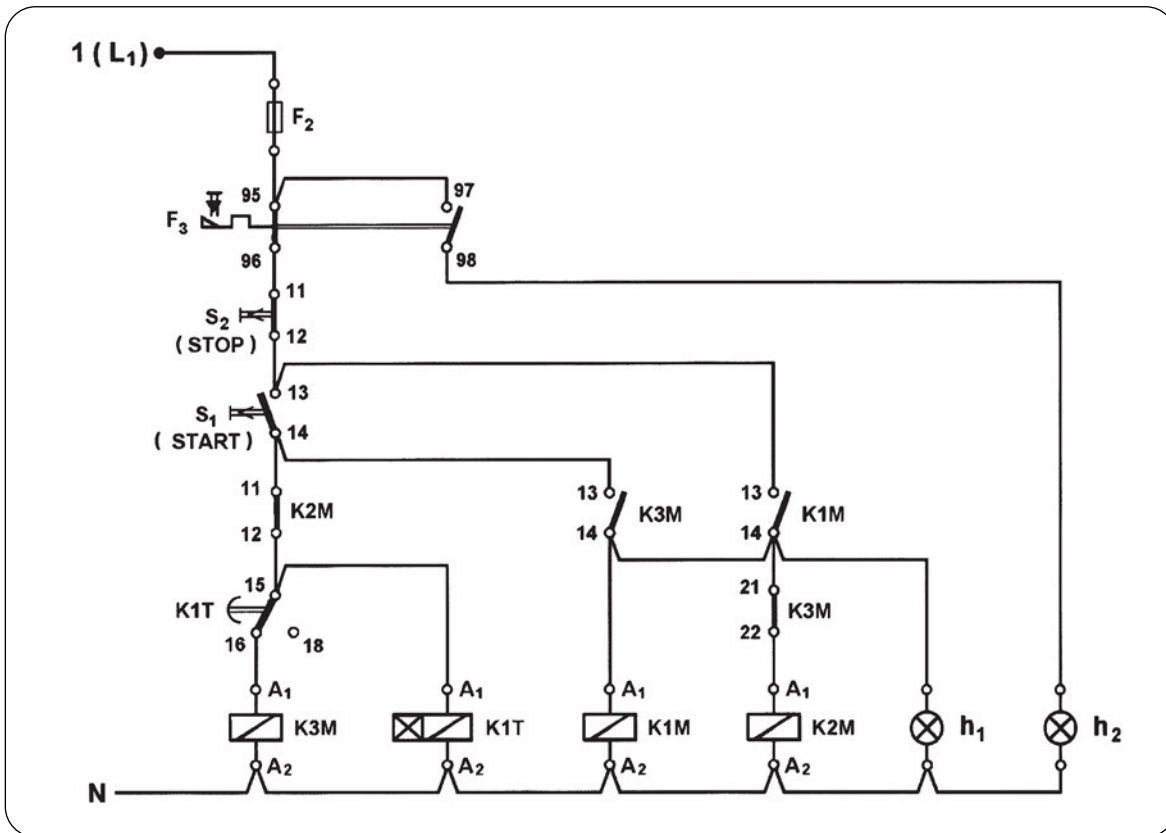 1 ( L₁)
F₂
95
97
F₃
96
98
11
S₂
12
( STOP)
13
S₁
14
( START)
11
K2M
12
13
K3M
14
13
K1M
14
15
K1T
16
18
21
K3M
22
A₁
K3M
A₂
A₁
K1T
A₂
A₁
K1M
A₂
A₁
K2M
A₂
h₁
h₂
N